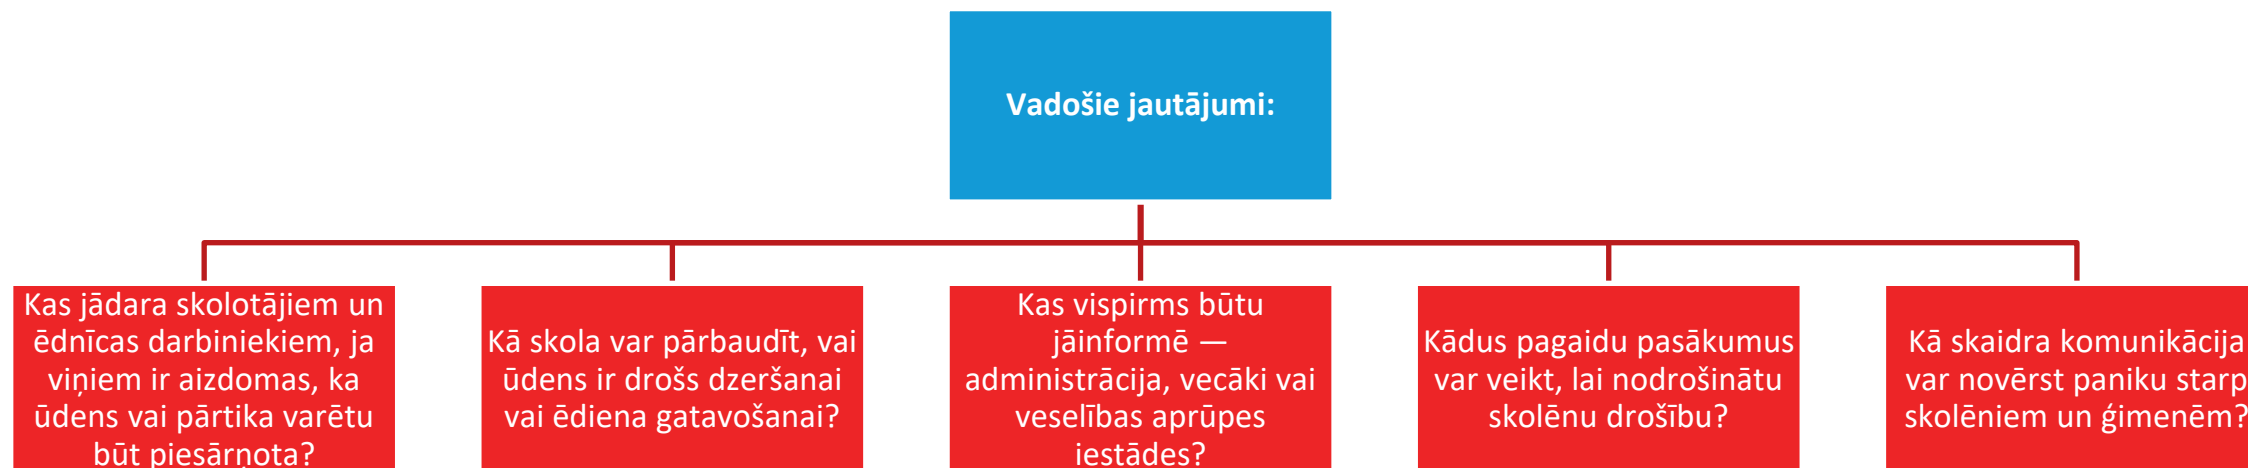 Vadošie jautājumi:
Kas jādara skolotājiem un
ēdnīcas darbiniekiem, ja
viņiem ir aizdomas, ka
ūdens vai pārtika varētu
būt piesārņota?
Kā skola var pārbaudīt, vai
ūdens ir drošs dzeršanai
vai ēdiena gatavošanai?
Kas vispirms būtu
jāinformē —
administrācija, vecāki vai
veselības aprūpes
iestādes?
Kādus pagaidu pasākumus
var veikt, lai nodrošinātu
skolēnu drošību?
Kā skaidra komunikācija
var novērst paniku starp
skolēniem un ģimenēm?